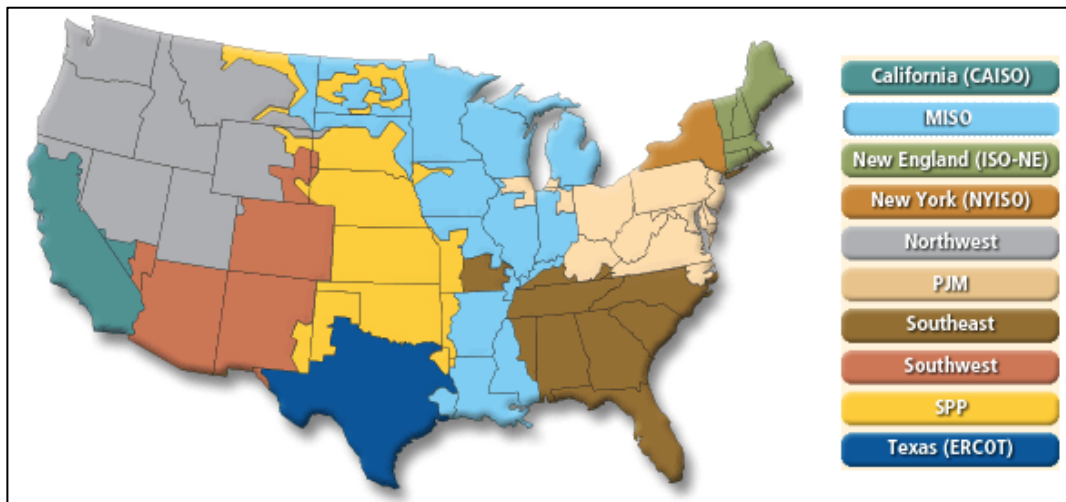 California (CAISO)
MISO
New England (ISO-NE)
New York (NYISO)
Northwest
PJM
Southeast
Southwest
SPP
Texas (ERCOT)